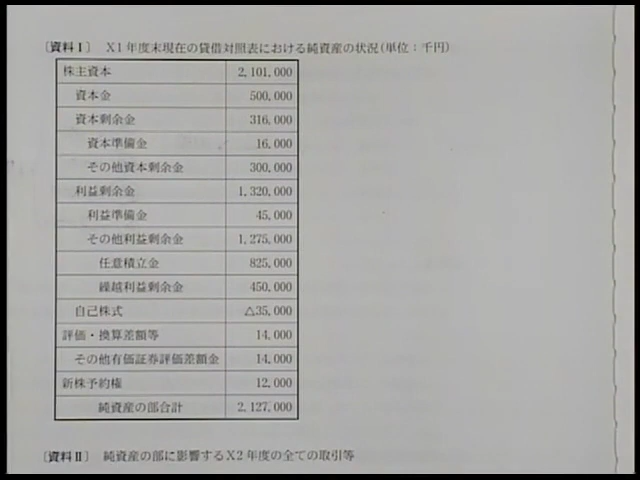 〔資料Ⅰ〕 X1年度末現在の貸借対照表における純資産の状況(単位：千円)
株主資本 2,101,000
資本金 500,000
資本剰余金 316,000
資本準備金 16,000
その他資本剰余金 300,000
利益剰余金 1,320,000
利益準備金 45,000
その他利益剰余金 1,275,000
任意積立金 825,000
繰越利益剰余金 450,000
自己株式 △35,000
評価・換算差額等 14,000
その他有価証券評価差額金 14,000
新株予約権 12,000
純資産の部合計 2,127,000
〔資料Ⅱ〕 純資産の部に影響するX2年度の全ての取引等